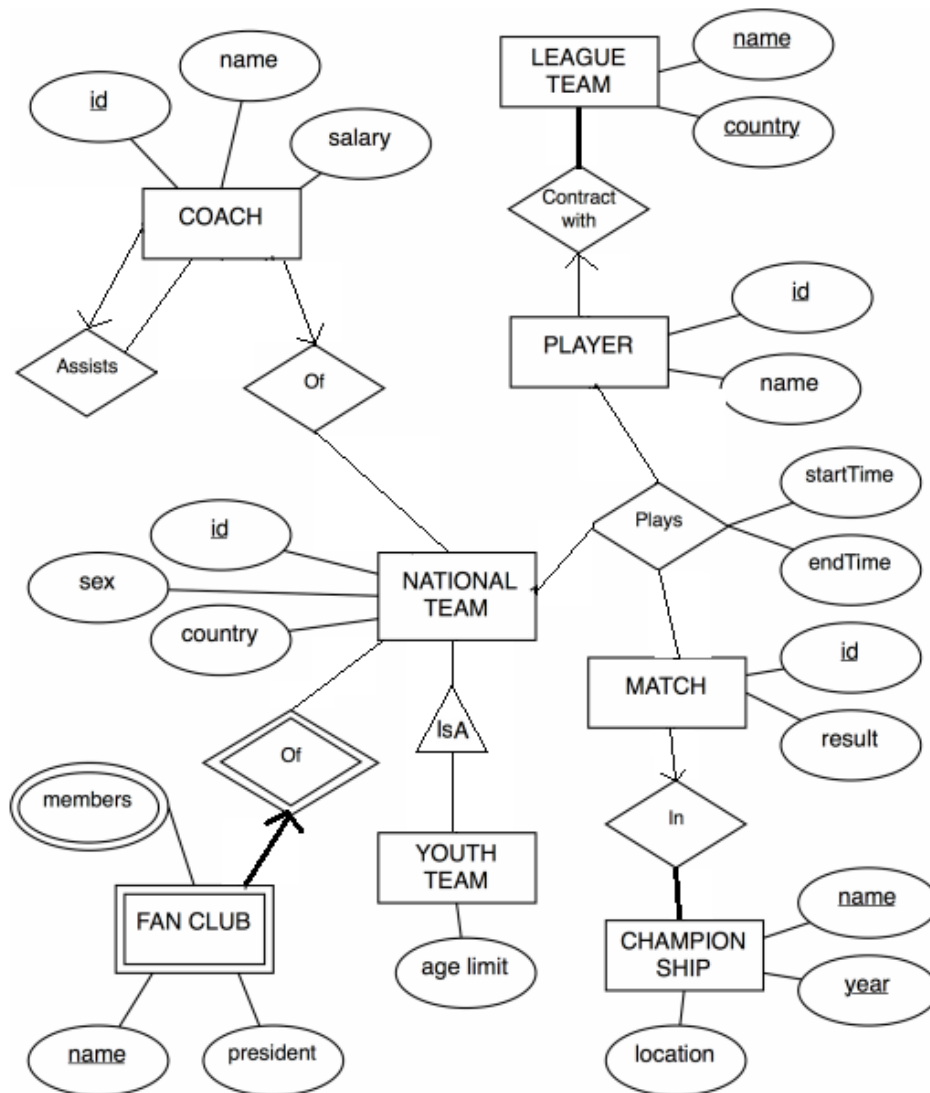 name
id
salary
COACH
Assists
Of
name
LEAGUE
TEAM
country
Contract
with
id
PLAYER
name
startTime
Plays
endTime
id
sex
NATIONAL
TEAM
country
id
MATCH
result
IsA
Of
members
In
YOUTH
TEAM
FAN CLUB
name
CHAMPION
SHIP
age limit
year
name
president
location